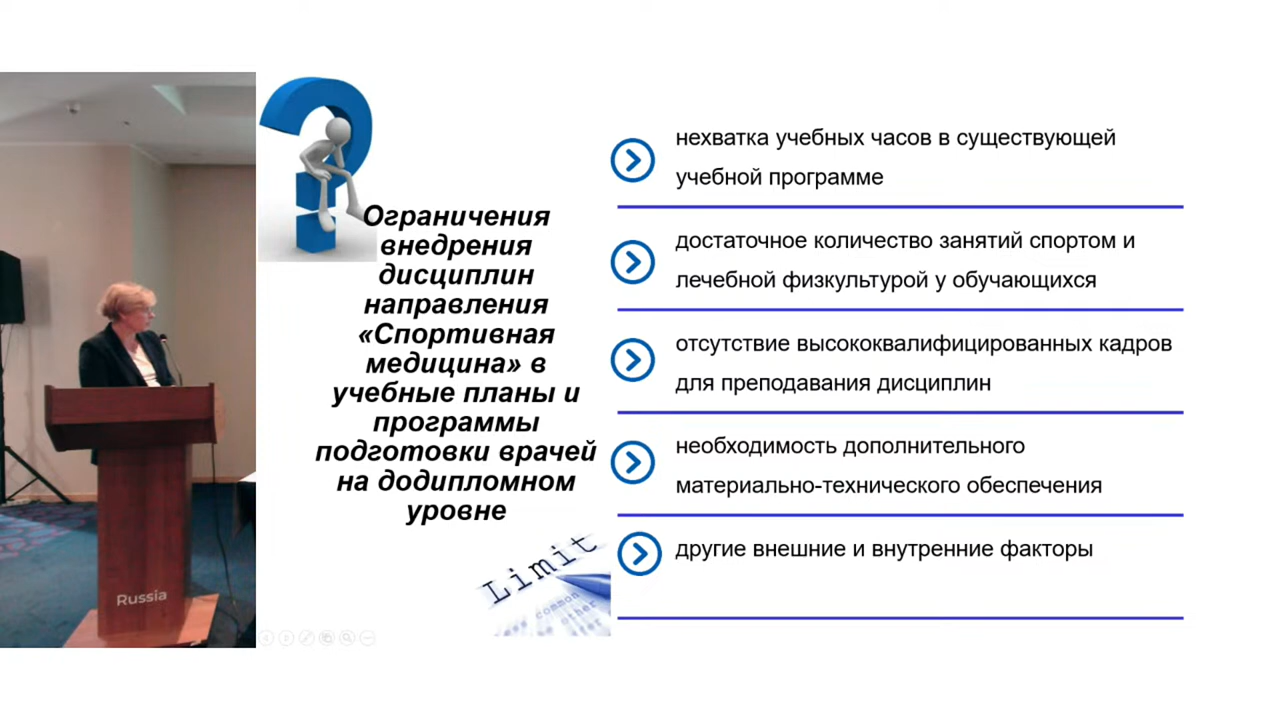 Ограничения
внедрения
дисциплин
направления
«Спортивная
медицина» в
учебные планы и
программы
подготовки врачей
на додипломном
уровне
нехватка учебных часов в существующей
учебной программе
достаточное количество занятий спортом и
лечебной физкультурой у обучающихся
отсутствие высококвалифицированных кадров
для преподавания дисциплин
необходимость дополнительного
материально-технического обеспечения
другие внешние и внутренние факторы
Limit
common
other
Russia